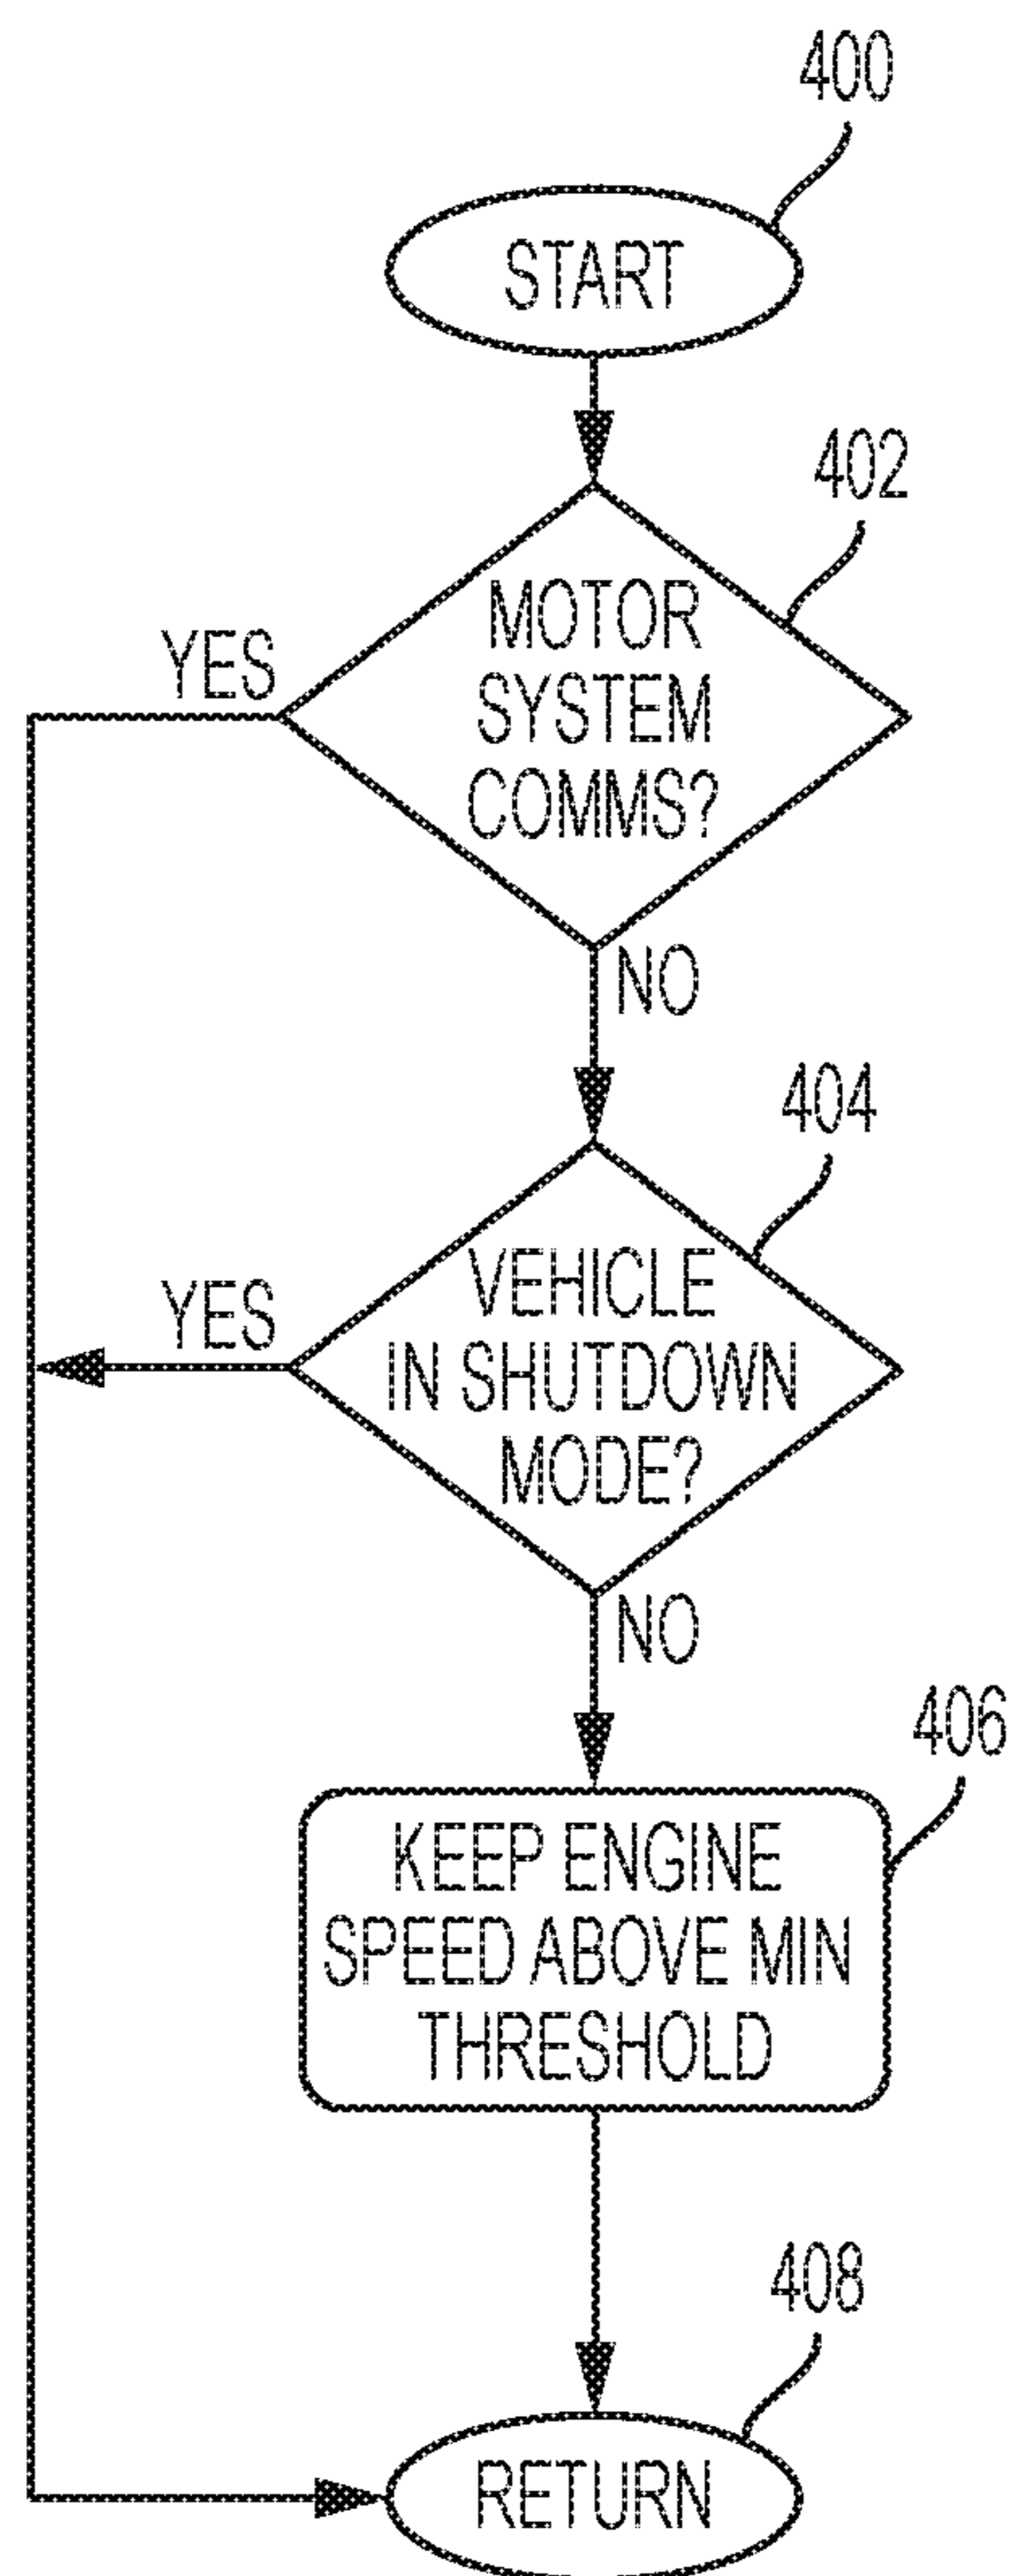 400
START
402
MOTOR
SYSTEM
COMMS?
YES
NO
404
VEHICLE
IN SHUTDOWN
MODE?
YES
NO
406
KEEP ENGINE
SPEED ABOVE MIN
THRESHOLD
408
RETURN